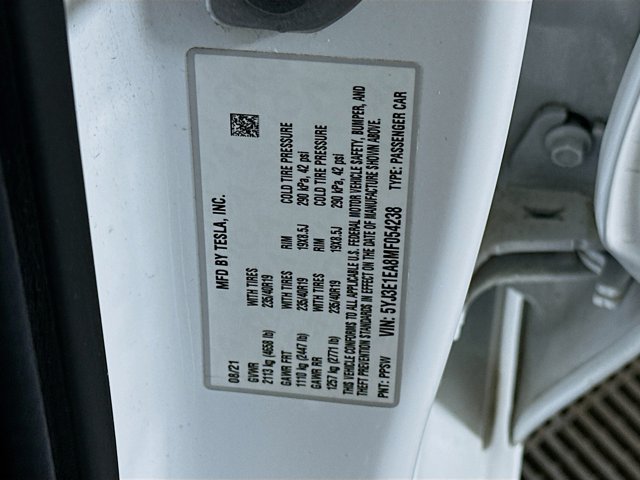 MFD BY TESLA, INC.
08/21
GVWR WITH TIRES RIM COLD TIRE PRESSURE
2113 kg (4658 lb) 235/40R19 19X8.5J 290 kPa, 42 psi
GAWR FRT WITH TIRES RIM COLD TIRE PRESSURE
1110 kg (2447 lb) 235/40R19 19X8.5J 290 kPa, 42 psi
GAWR RR
1257 kg (2771 lb) 235/40R19
THIS VEHICLE CONFORMS TO ALL APPLICABLE U.S. FEDERAL MOTOR VEHICLE SAFETY, BUMPER, AND
THEFT PREVENTION STANDARDS IN EFFECT ON THE DATE OF MANUFACTURE SHOWN ABOVE.
VIN: 5YJ3E1EA8MF054238 TYPE: PASSENGER CAR
PNT: PPSW